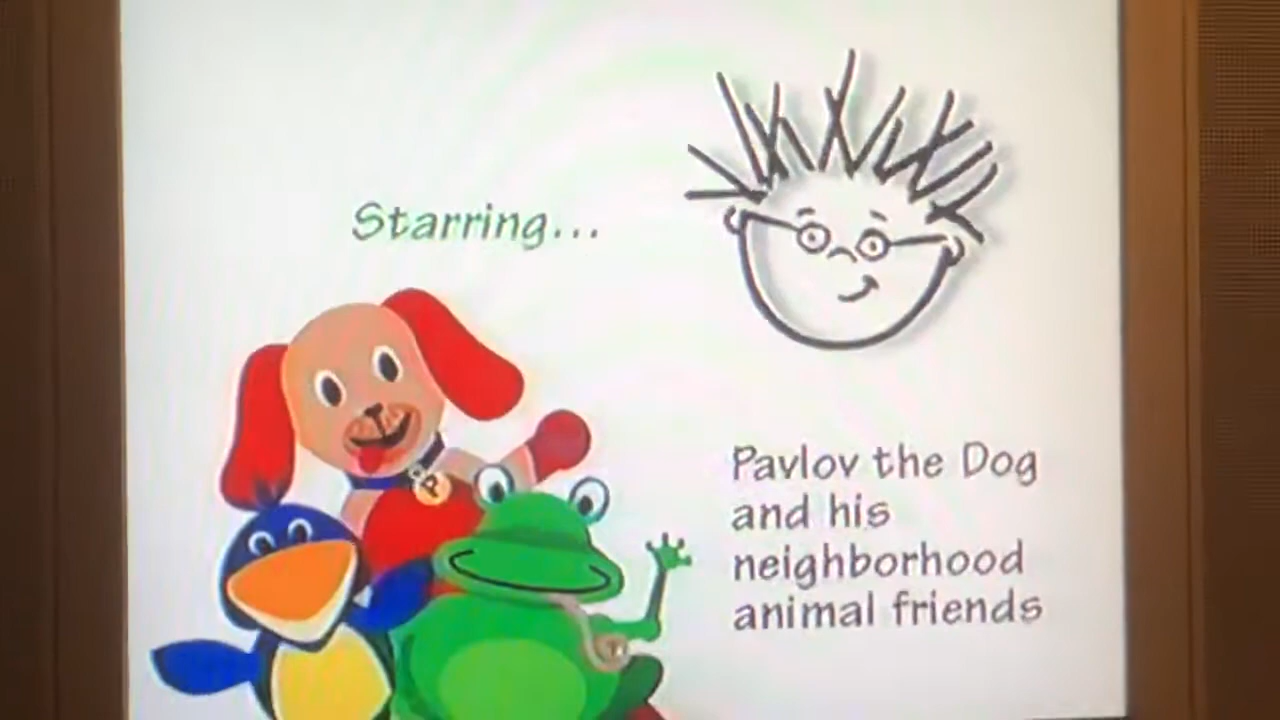 Starring...
Pavlov the Dog
and his
neighborhood
animal friends
P